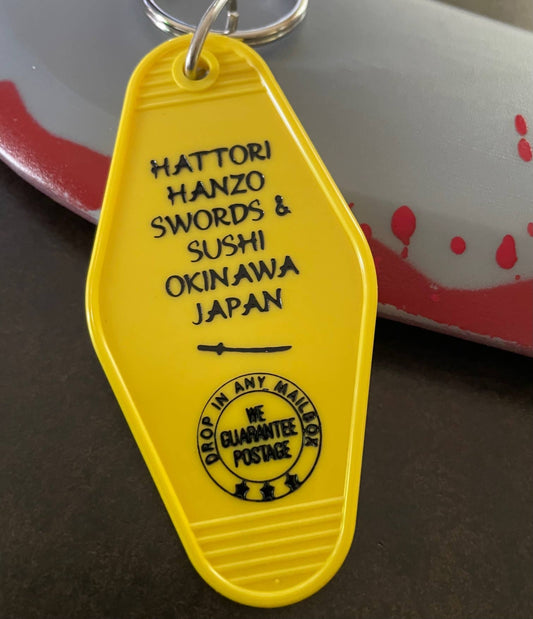 HATTORI
HANZO
SWORDS &
SUSHI
OKINAWA
JAPAN
DROP IN ANY MAILBOX
WE
GUARANTEE
POSTAGE